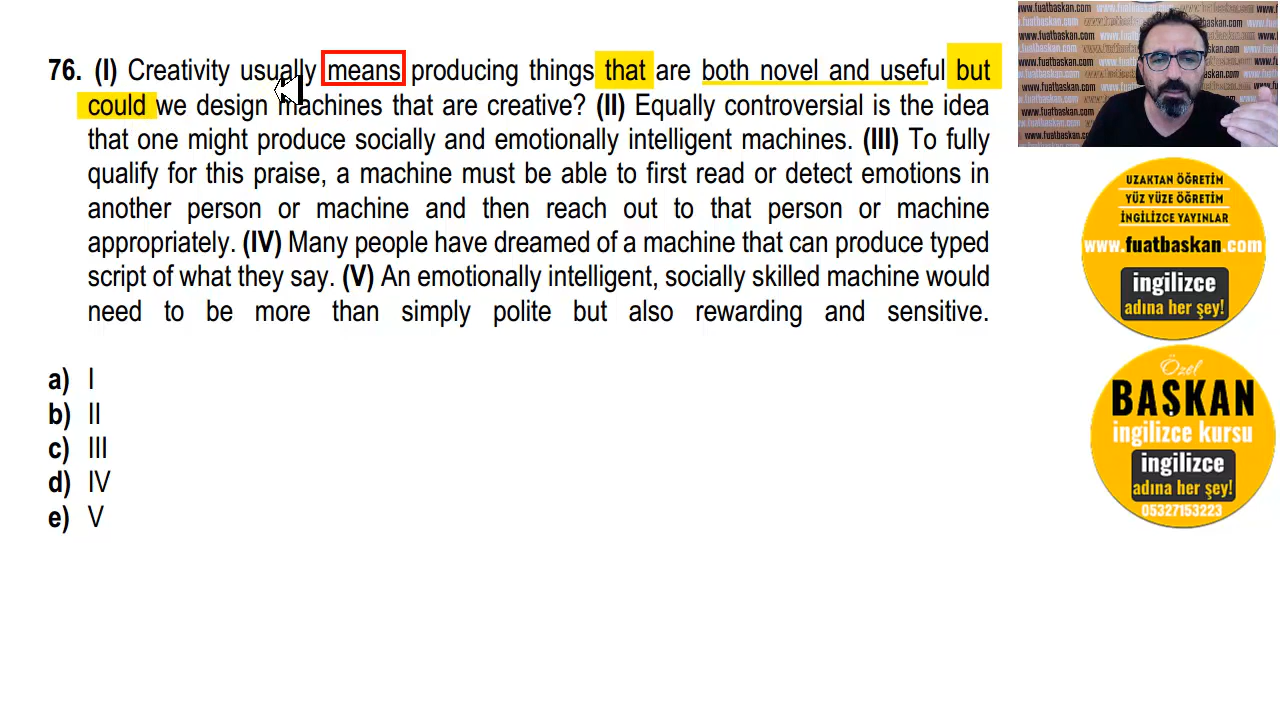 76. (I) Creativity usually means producing things that are both novel and useful but
could we design machines that are creative? (II) Equally controversial is the idea
that one might produce socially and emotionally intelligent machines. (III) To fully
qualify for this praise, a machine must be able to first read or detect emotions in
another person or machine and then reach out to that person or machine
appropriately. (IV) Many people have dreamed of a machine that can produce typed
script of what they say. (V) An emotionally intelligent, socially skilled machine would
need to be more than simply polite but also rewarding and sensitive.
a) I
b) II
c) III
d) IV
e) V
www.fuatbaskan.com
UZAKTAN ÖĞRETİM
YÜZ YÜZE ÖĞRETİM
İNGİLİZCE YAYINLAR
www.fuatbaskan.com
ingilizce
adına her şey!
Özel
BAŞKAN
ingilizce kursu
ingilizce
adına her şey!
05327153223